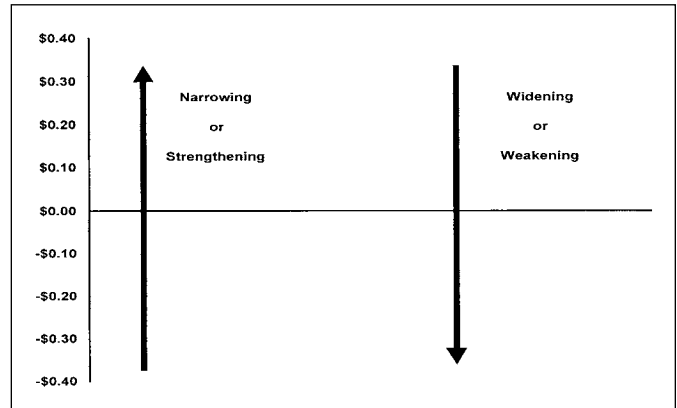 $0.40
$0.30
$0.20
$0.10
$0.00
-$0.10
-$0.20
-$0.30
-$0.40
Narrowing
or
Strengthening
Widening
or
Weakening